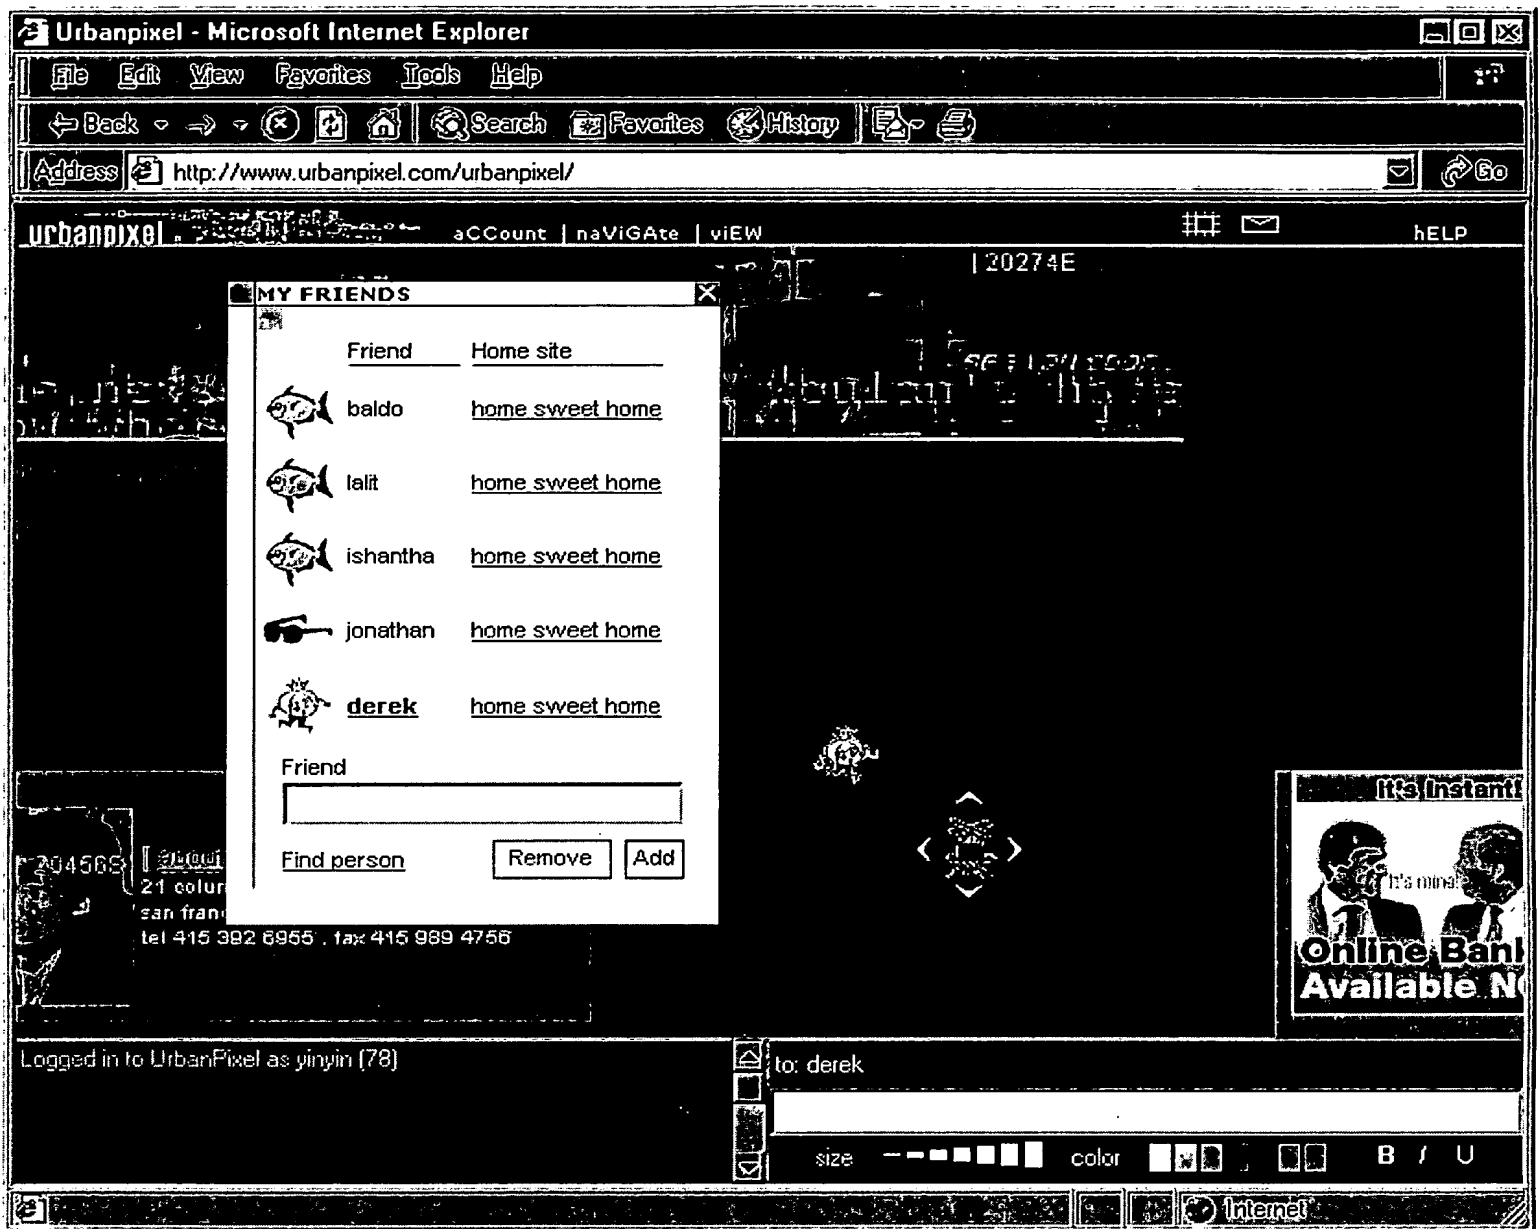 Urbanpixel - Microsoft Internet Explorer
File Edit View Favorites Tools Help
Back Search Favorites History
Address http://www.urbanpixel.com/urbanpixel/ Go
urbanpixel aCCount | naViGAte | viEW hELP
| 20274E
MY FRIENDS
Friend Home site
baldo home sweet home
lalit home sweet home
ishantha home sweet home
jonathan home sweet home
derek home sweet home
Friend
Find person Remove Add
It's Instant!
| about
21 colum
san fran
tel 415 392 6955 . fax 415 989 4756
It's mine!
Online Bank
Available NO
Logged in to UrbanPixel as yinyin (78)
to: derek
size color B I U
Internet